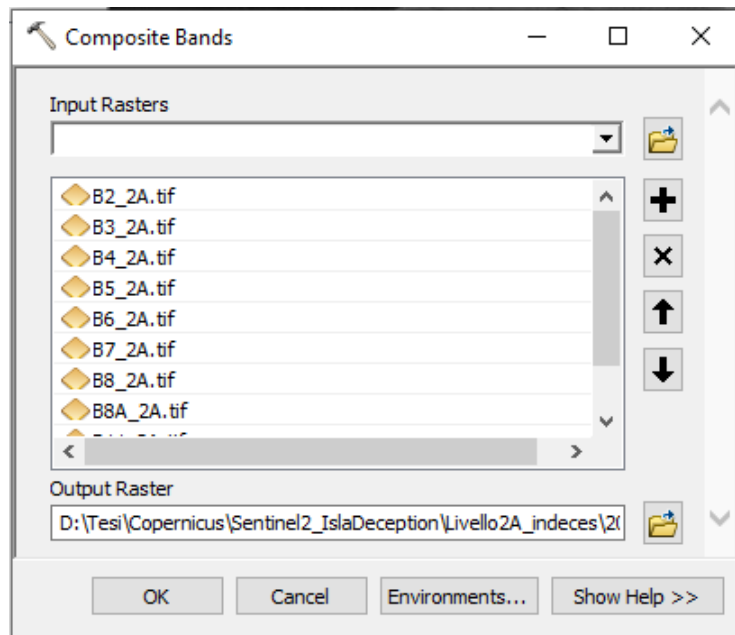 Composite Bands
Input Rasters
B2_2A.tif
B3_2A.tif
B4_2A.tif
B5_2A.tif
B6_2A.tif
B7_2A.tif
B8_2A.tif
B8A_2A.tif
Output Raster
D:\Tesi\Copernicus\Sentinel2_IslaDeception\Livello2A_indeces\20
OK
Cancel
Environments...
Show Help >>